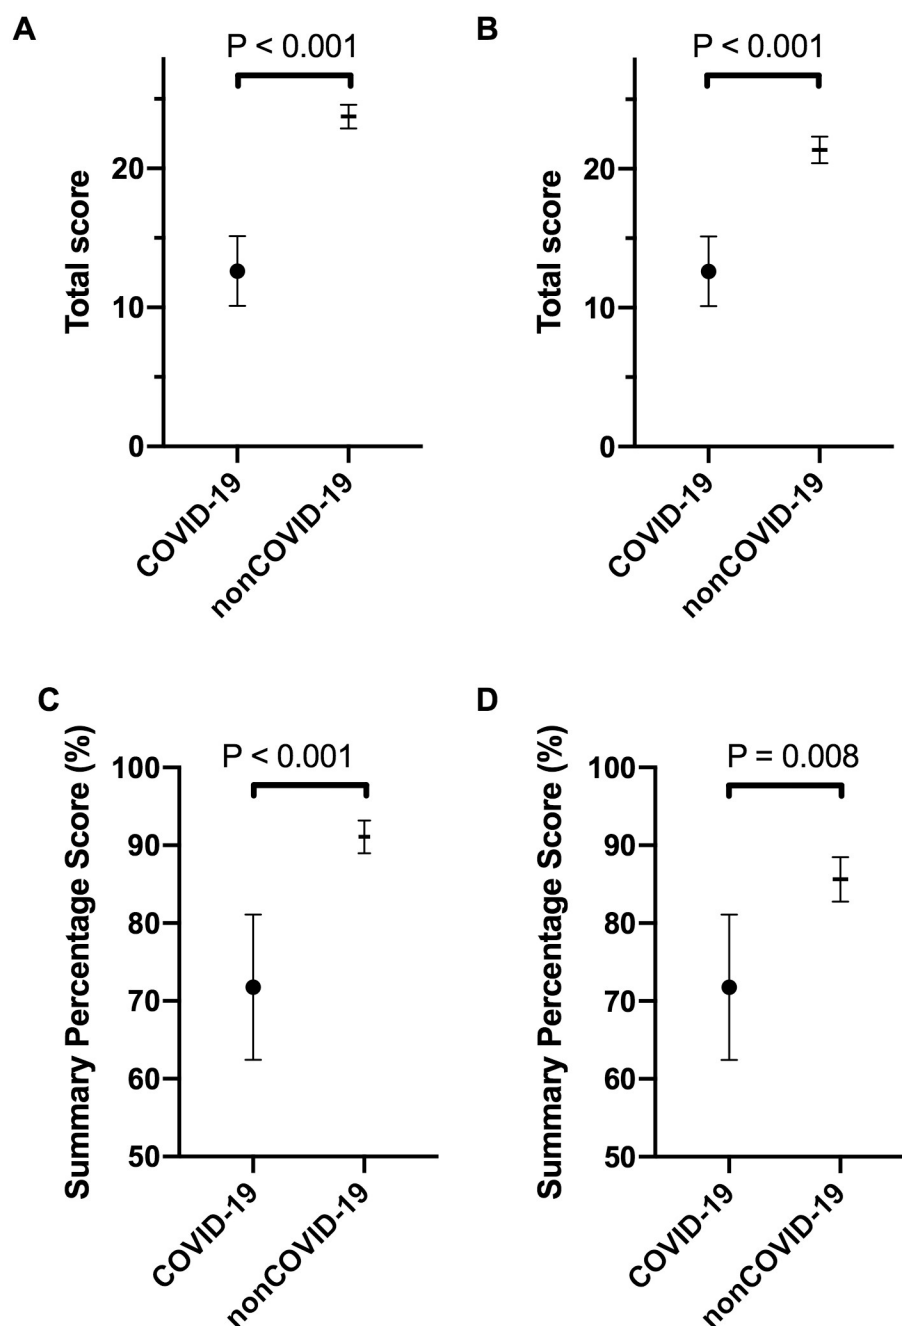 A
P < 0.001
Total score
20
10
0
COVID-19
nonCOVID-19
B
P < 0.001
Total score
20
10
0
COVID-19
nonCOVID-19
C
P < 0.001
Summary Percentage Score (%)
100
90
80
70
60
50
COVID-19
nonCOVID-19
D
P = 0.008
Summary Percentage Score (%)
100
90
80
70
60
50
COVID-19
nonCOVID-19